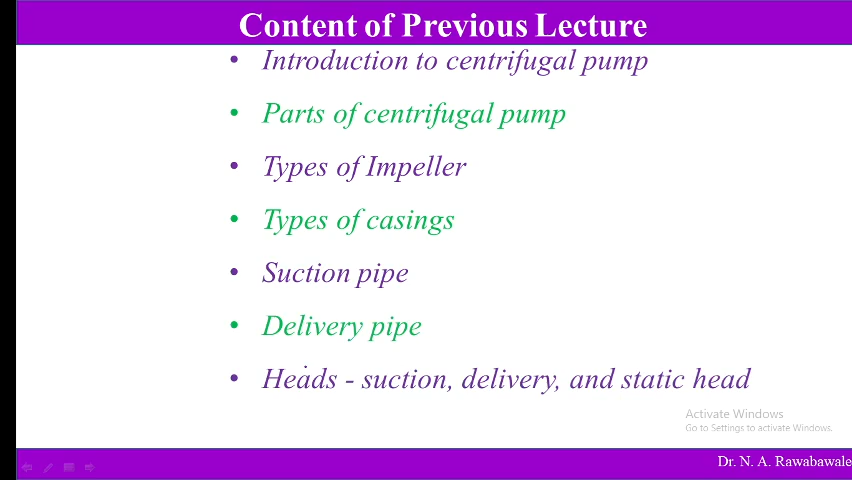 Content of Previous Lecture
• Introduction to centrifugal pump
• Parts of centrifugal pump
• Types of Impeller
• Types of casings
• Suction pipe
• Delivery pipe
• Heads - suction, delivery, and static head
Activate Windows
Go to Settings to activate Windows.
Dr. N. A. Rawabawale